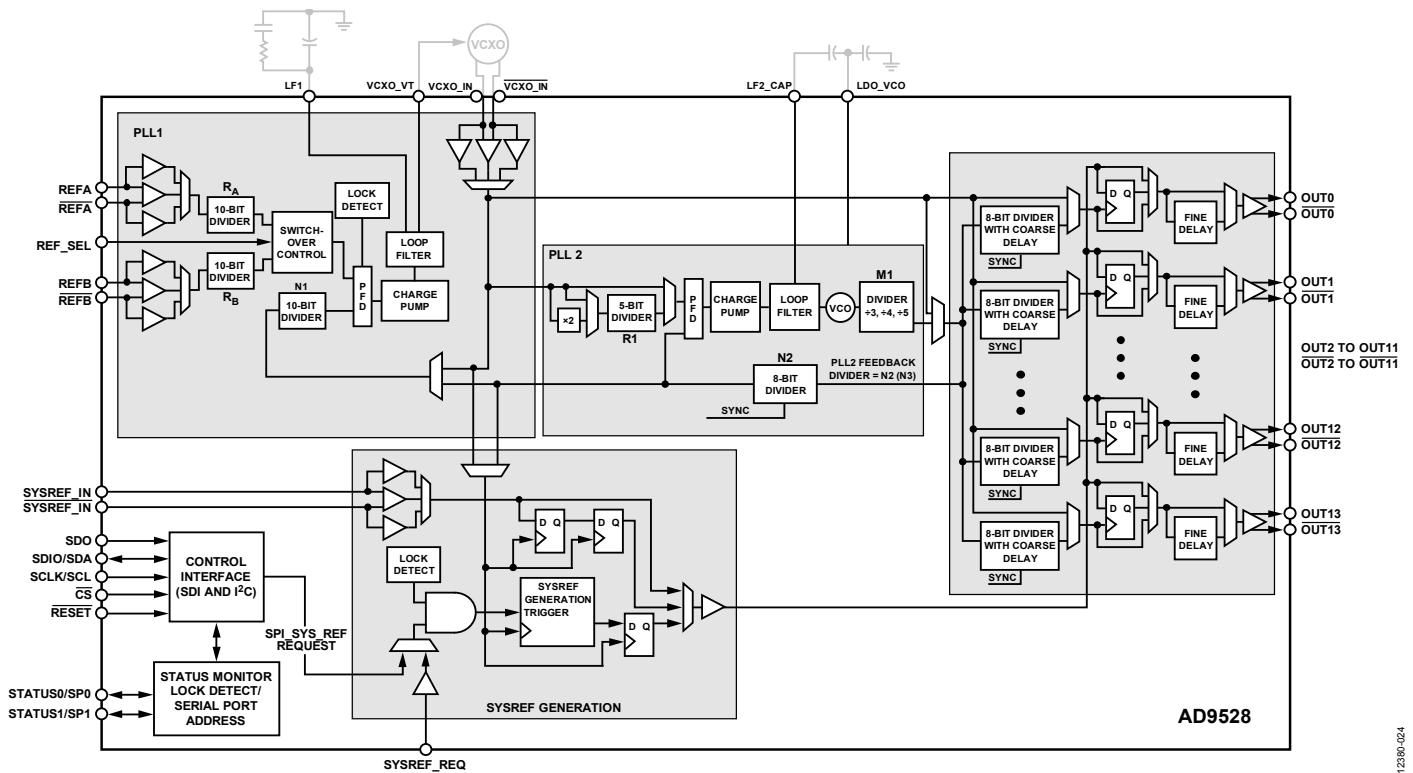 VCXO
LF1
VCXO_VT
VCXO_IN
VCXO_IN
LF2_CAP
LDO_VCO
PLL1
REFA
REFA
REF_SEL
REFB
REFB
RA
10-BIT
DIVIDER
10-BIT
DIVIDER
RB
SWITCH-
OVER
CONTROL
LOCK
DETECT
LOOP
FILTER
CHARGE
PUMP
P
F
D
N1
10-BIT
DIVIDER
PLL 2
×2
5-BIT
DIVIDER
R1
P
F
D
CHARGE
PUMP
LOOP
FILTER
VCO
M1
DIVIDER
÷3, ÷4, ÷5
N2
8-BIT
DIVIDER
SYNC
PLL2 FEEDBACK
DIVIDER = N2 (N3)
8-BIT DIVIDER
WITH COARSE
DELAY
SYNC
D Q
FINE
DELAY
OUT0
OUT0
8-BIT DIVIDER
WITH COARSE
DELAY
SYNC
D Q
FINE
DELAY
OUT1
OUT1
OUT2 TO OUT11
OUT2 TO OUT11
8-BIT DIVIDER
WITH COARSE
DELAY
SYNC
D Q
FINE
DELAY
OUT12
OUT12
8-BIT DIVIDER
WITH COARSE
DELAY
SYNC
D Q
FINE
DELAY
OUT13
OUT13
SYSREF_IN
SYSREF_IN
SDO
SDIO/SDA
SCLK/SCL
CS
RESET
CONTROL
INTERFACE
(SDI AND I2C)
SPI_SYS_REF
REQUEST
STATUS0/SP0
STATUS1/SP1
STATUS MONITOR
LOCK DETECT/
SERIAL PORT
ADDRESS
LOCK
DETECT
D Q
D Q
SYSREF
GENERATION
TRIGGER
D Q
SYSREF GENERATION
SYSREF_REQ
AD9528
12380-024